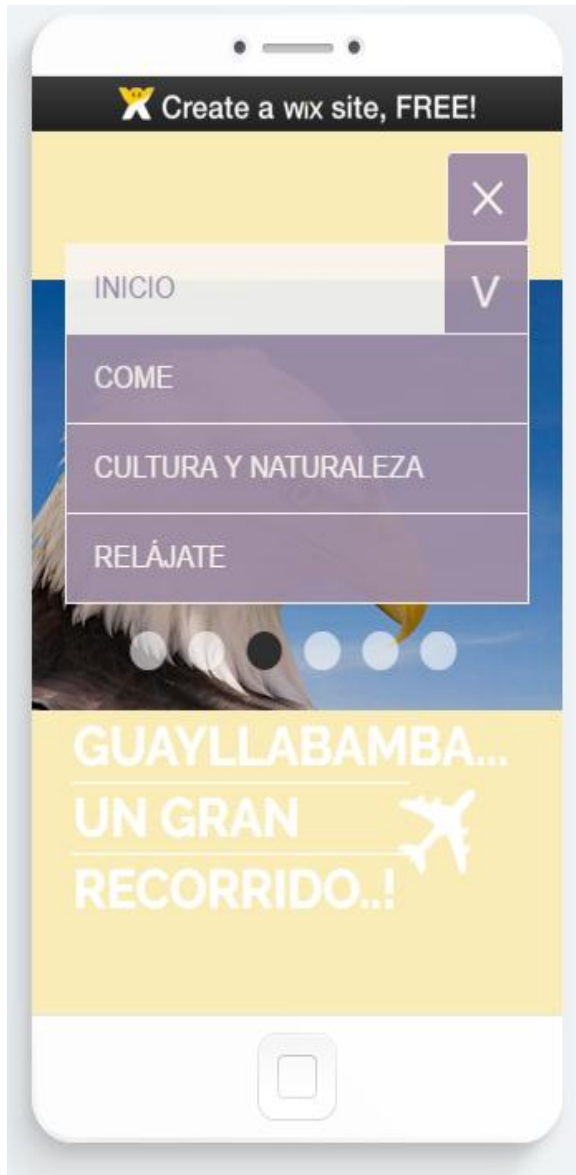 Create a WiX site, FREE!
X
INICIO
V
COME
CULTURA Y NATURALEZA
RELÁJATE
GUAYLLABAMBA...
UN GRAN
RECORRIDO..!